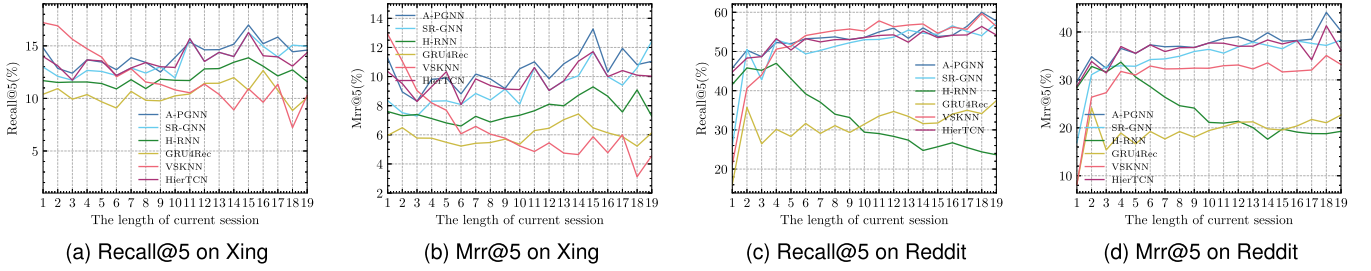 Recall@5(%)
15
10
5
A-PGNN
SR-GNN
H-RNN
GRU4Rec
VSKNN
HierTCN
1 2 3 4 5 6 7 8 9 10 11 12 13 14 15 16 17 18 19
The length of current session
(a) Recall@5 on Xing
Mrr@5(%)
14
12
10
8
6
4
2
A-PGNN
SR-GNN
H-RNN
GRU4Rec
VSKNN
HierTCN
1 2 3 4 5 6 7 8 9 10 11 12 13 14 15 16 17 18 19
The length of current session
(b) Mrr@5 on Xing
Recall@5(%)
60
50
40
30
20
A-PGNN
SR-GNN
H-RNN
GRU4Rec
VSKNN
HierTCN
1 2 3 4 5 6 7 8 9 10 11 12 13 14 15 16 17 18 19
The length of current session
(c) Recall@5 on Reddit
Mrr@5(%)
40
30
20
10
A-PGNN
SR-GNN
H-RNN
GRU4Rec
VSKNN
HierTCN
1 2 3 4 5 6 7 8 9 10 11 12 13 14 15 16 17 18 19
The length of current session
(d) Mrr@5 on Reddit